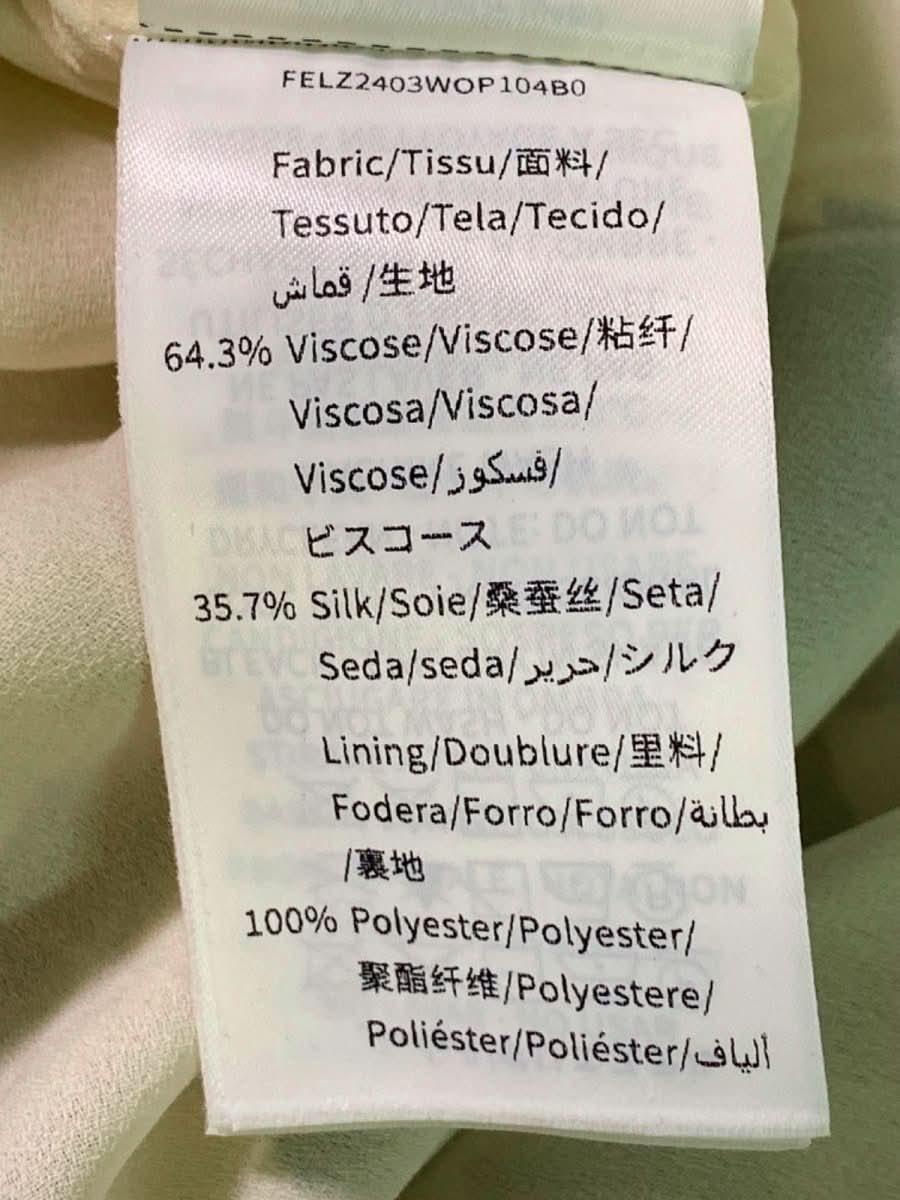 FELZ2403WOP104B0
Fabric/Tissu/面料/
Tessuto/Tela/Tecido/
قماش /生地
64.3% Viscose/Viscose/粘纤/
Viscosa/Viscosa/
Viscose/فسكوز/
ビスコース
35.7% Silk/Soie/桑蚕丝/Seta/
Seda/seda/حرير/シルク
Lining/Doublure/里料/
Fodera/Forro/Forro/بطانة
/裏地
100% Polyester/Polyester/
聚酯纤维/Polyestere/
Poliéster/Poliéster/ألياف